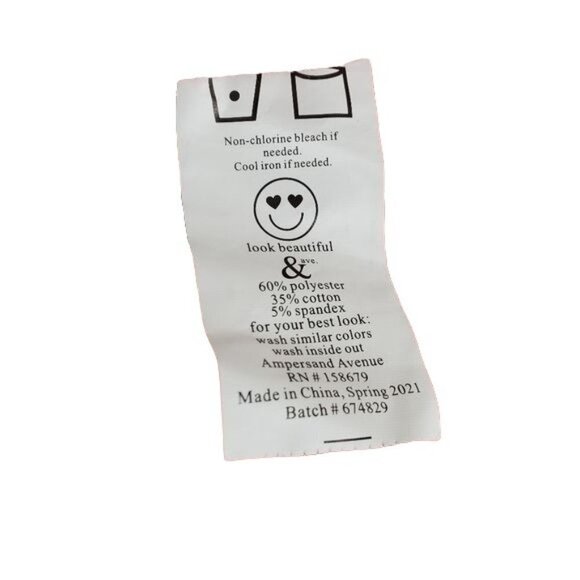 Non-chlorine bleach if
needed.
Cool iron if needed.
look beautiful
& ave.
60% polyester
35% cotton
5% spandex
for your best look:
wash similar colors
wash inside out
Ampersand Avenue
RN # 158679
Made in China, Spring 2021
Batch # 674829